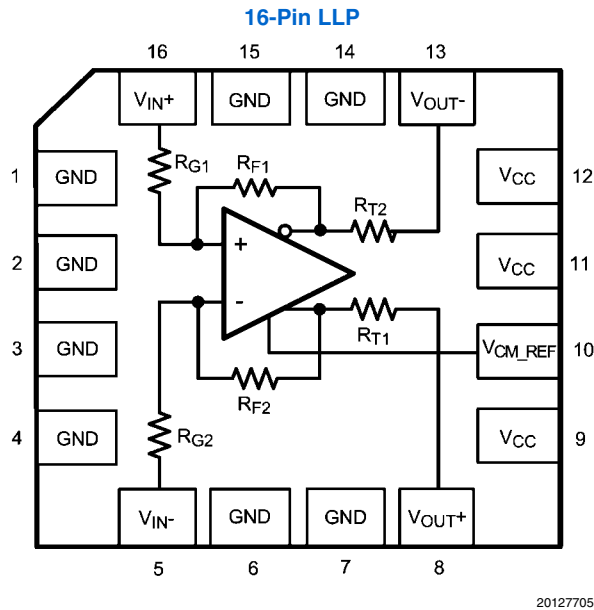 16-Pin LLP
16 15 14 13
VIN+ GND GND VOUT-
1 GND RG1 RF1 VCC 12
RT2
2 GND + VCC 11
-
3 GND RT1 VCM_REF 10
RF2
4 GND RG2 VCC 9
VIN- GND GND VOUT+
5 6 7 8
20127705